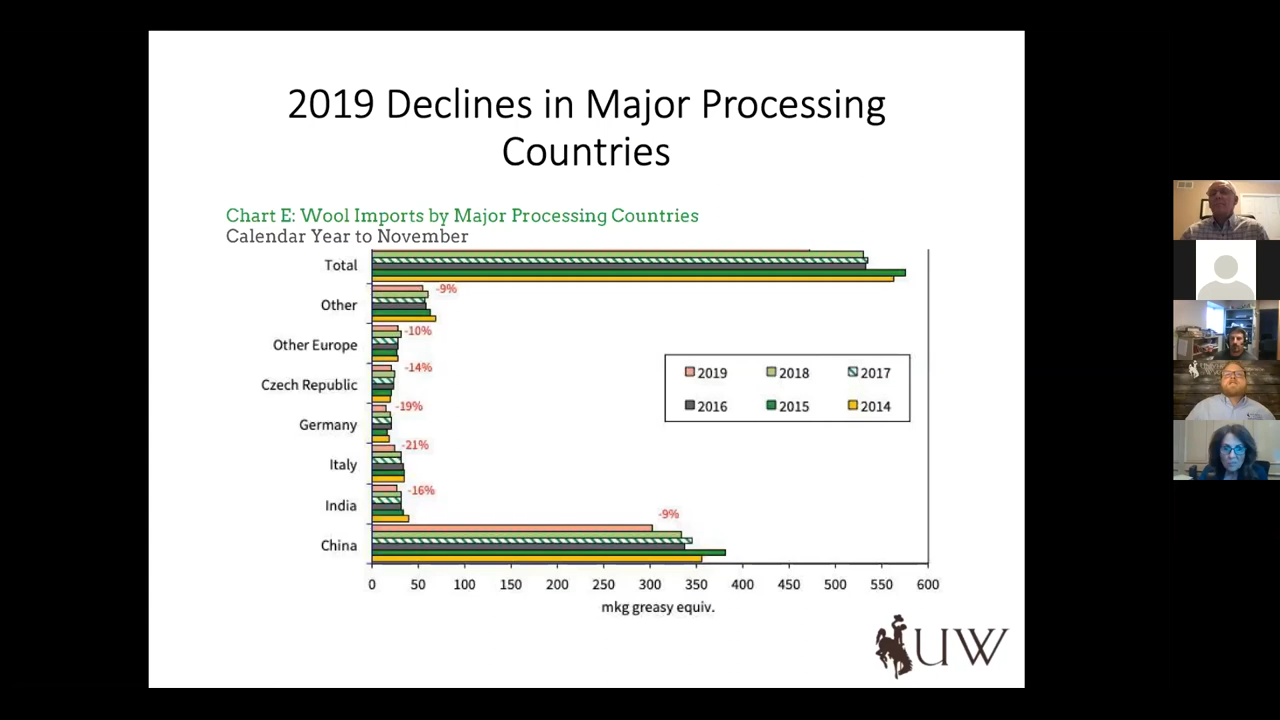 2019 Declines in Major Processing
Countries
Chart E: Wool Imports by Major Processing Countries
Calendar Year to November
Total
Other
-9%
Other Europe
-10%
Czech Republic
-14%
Germany
-19%
Italy
-21%
India
-16%
China
-9%
2019 2018 2017
2016 2015 2014
0 50 100 150 200 250 300 350 400 450 500 550 600
mkg greasy equiv.
UW